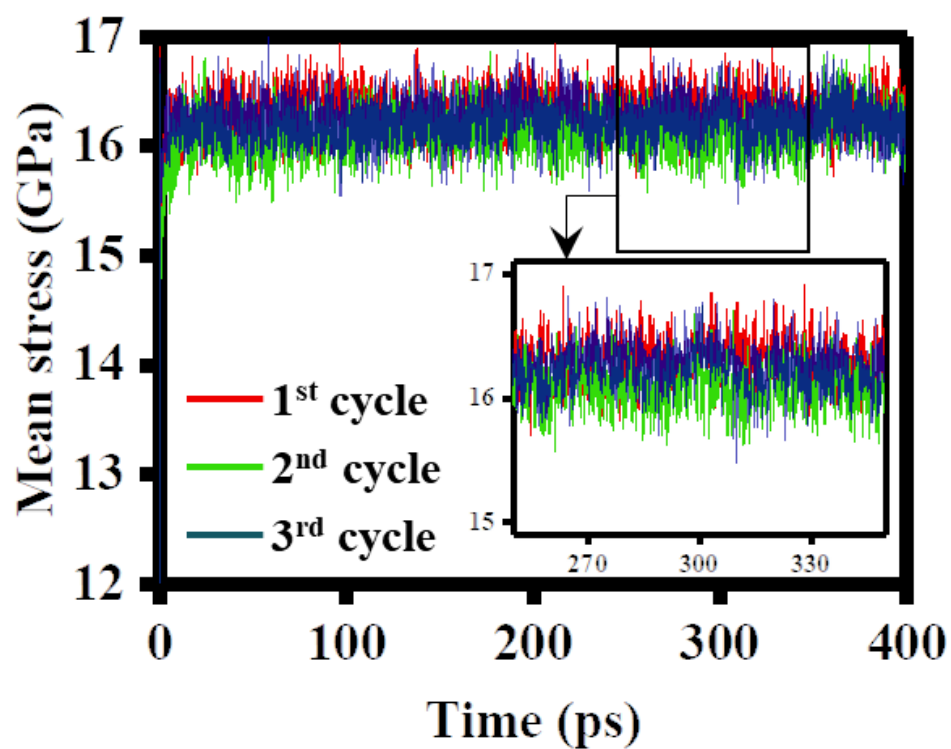 Mean stress (GPa)
17
16
15
14
13
12
1st cycle
2nd cycle
3rd cycle
17
16
15
270 300 330
0 100 200 300 400
Time (ps)